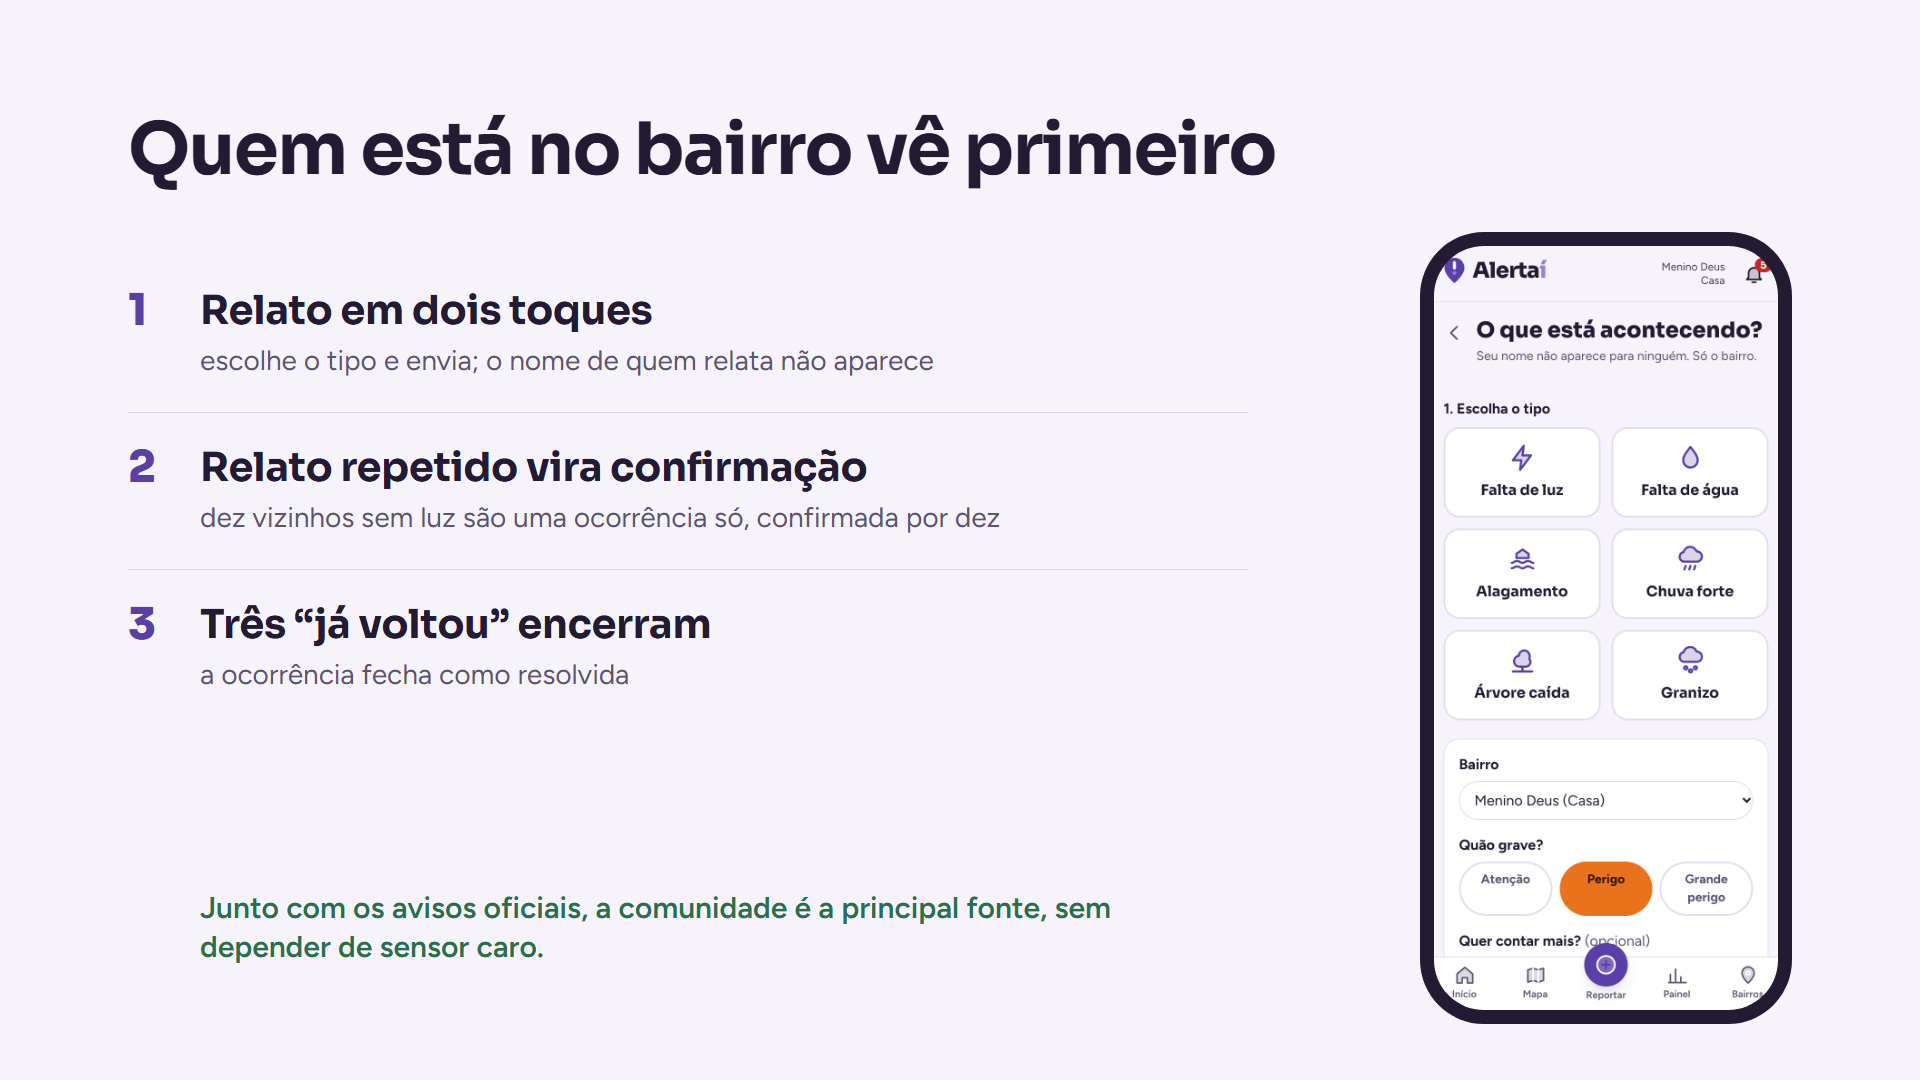 Quem está no bairro vê primeiro
1 Relato em dois toques
escolhe o tipo e envia; o nome de quem relata não aparece
2 Relato repetido vira confirmação
dez vizinhos sem luz são uma ocorrência só, confirmada por dez
3 Três “já voltou” encerram
a ocorrência fecha como resolvida
Junto com os avisos oficiais, a comunidade é a principal fonte, sem
depender de sensor caro.
Alertaí
Menino Deus
Casa
O que está acontecendo?
Seu nome não aparece para ninguém. Só o bairro.
1. Escolha o tipo
Falta de luz
Falta de água
Alagamento
Chuva forte
Árvore caída
Granizo
Bairro
Menino Deus (Casa)
Quão grave?
Atenção
Perigo
Grande
perigo
Quer contar mais? (opcional)
Início
Mapa
Reportar
Painel
Bairros